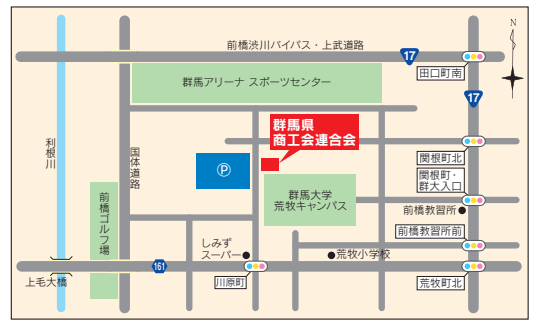 前橋渋川バイパス・上武道路
17
N
田口町南
群馬アリーナ スポーツセンター
17
群馬県
商工会連合会
利根川
国体道路
P
関根町北
関根町・
群大入口
群馬大学
荒牧キャンパス
前橋ゴルフ場
前橋教習所
前橋教習所前
しみず
スーパー
荒牧小学校
161
上毛大橋
川原町
荒牧町北